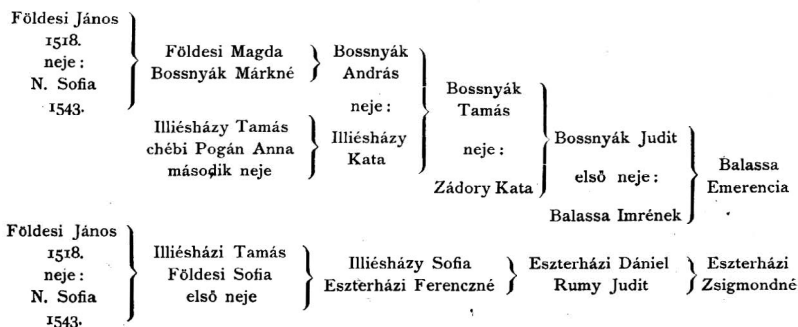 Földesi János
1518.
neje:
N. Sofia
1543.
Földesi Magda
Bossnyák Márkné
Illiésházy Tamás
chébi Pogán Anna
második neje
Bossnyák
András
neje:
Illiésházy
Kata
Bossnyák
Tamás
neje:
Zádory Kata
Bossnyák Judit
első neje:
Balassa Imrének
Balassa
Emerencia
Földesi János
1518.
neje:
N. Sofia
1543.
Illiésházi Tamás
Földesi Sofia
első neje
Illiésházy Sofia
Eszterházi Ferenczné
Eszterházi Dániel
Rumy Judit
Eszterházi
Zsigmondné